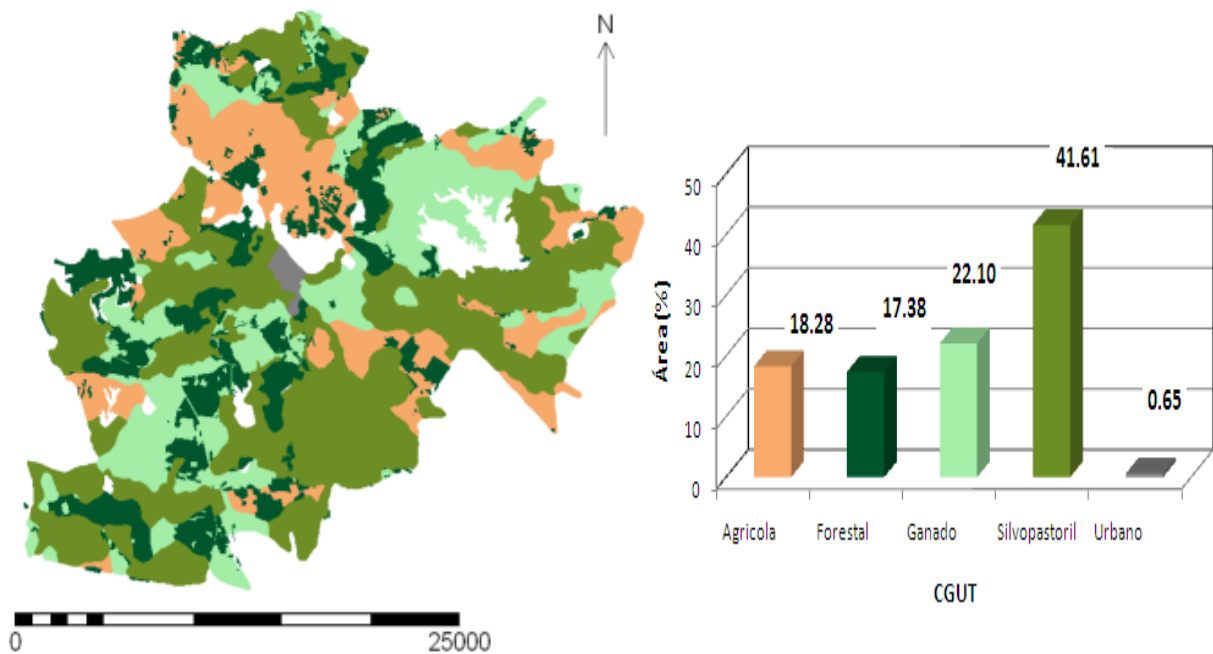 N
0
25000
Área (%)
50
40
30
20
10
0
18.28
17.38
22.10
41.61
0.65
Agricola
Forestal
Ganado
Silvopastoril
Urbano
CGUT